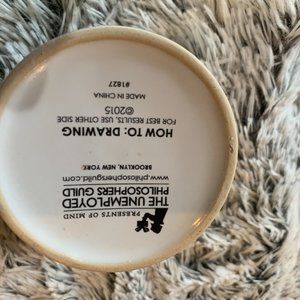 PRESENTS OF MIND
THE UNEMPLOYED
PHILOSOPHERS GUILD
www.philosophersguild.com
BROOKLYN, NEW YORK
HOW TO: DRAWING
FOR BEST RESULTS, USE OTHER SIDE
©2015
MADE IN CHINA
#1827